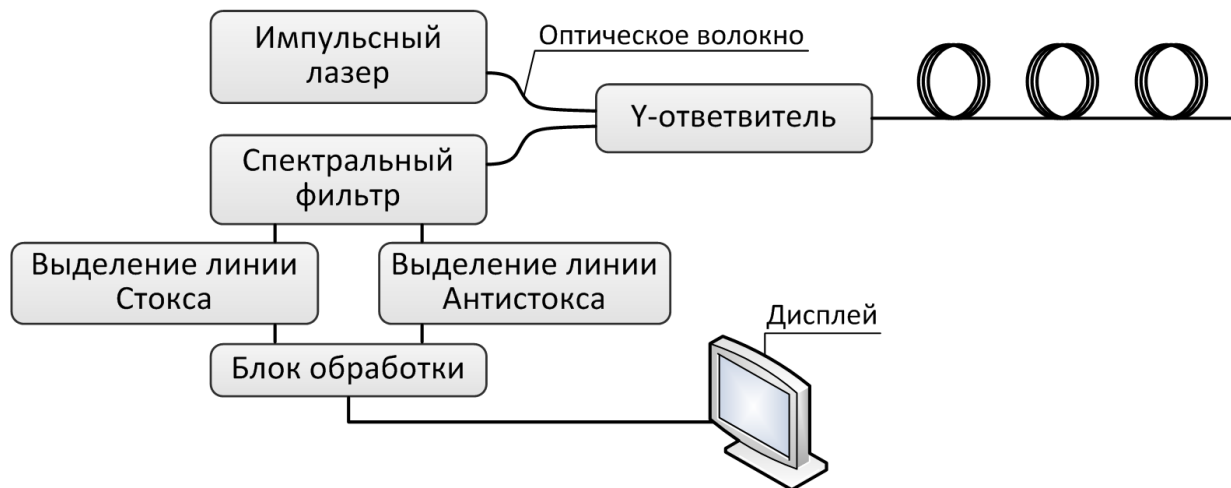 Импульсный
лазер
Оптическое волокно
Y-ответвитель
Спектральный
фильтр
Выделение линии
Стокса
Выделение линии
Антистокса
Дисплей
Блок обработки